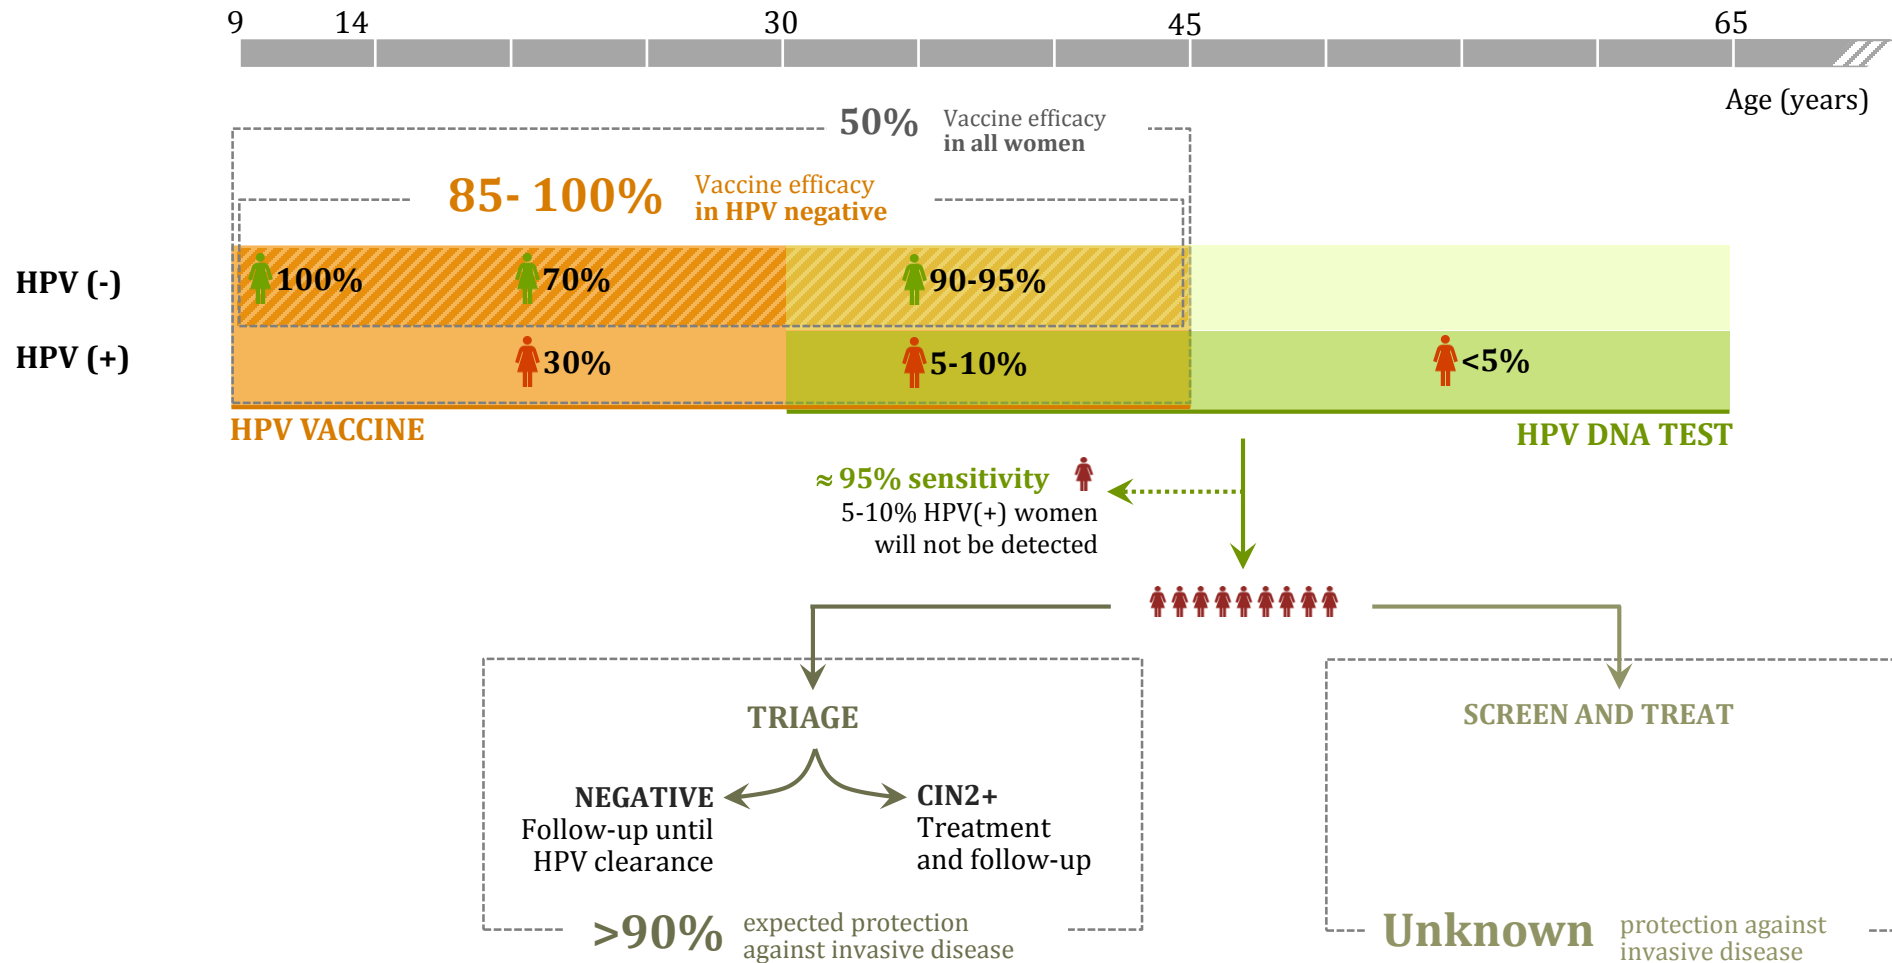 9 14 30 45 65
Age (years)
50% Vaccine efficacy
in all women
85- 100% Vaccine efficacy
in HPV negative
HPV (-) 100% 70% 90-95%
HPV (+) 30% 5-10% <5%
HPV VACCINE HPV DNA TEST
≈ 95% sensitivity
5-10% HPV(+) women
will not be detected
TRIAGE
NEGATIVE
Follow-up until
HPV clearance
CIN2+
Treatment
and follow-up
>90% expected protection
against invasive disease
SCREEN AND TREAT
Unknown protection against
invasive disease